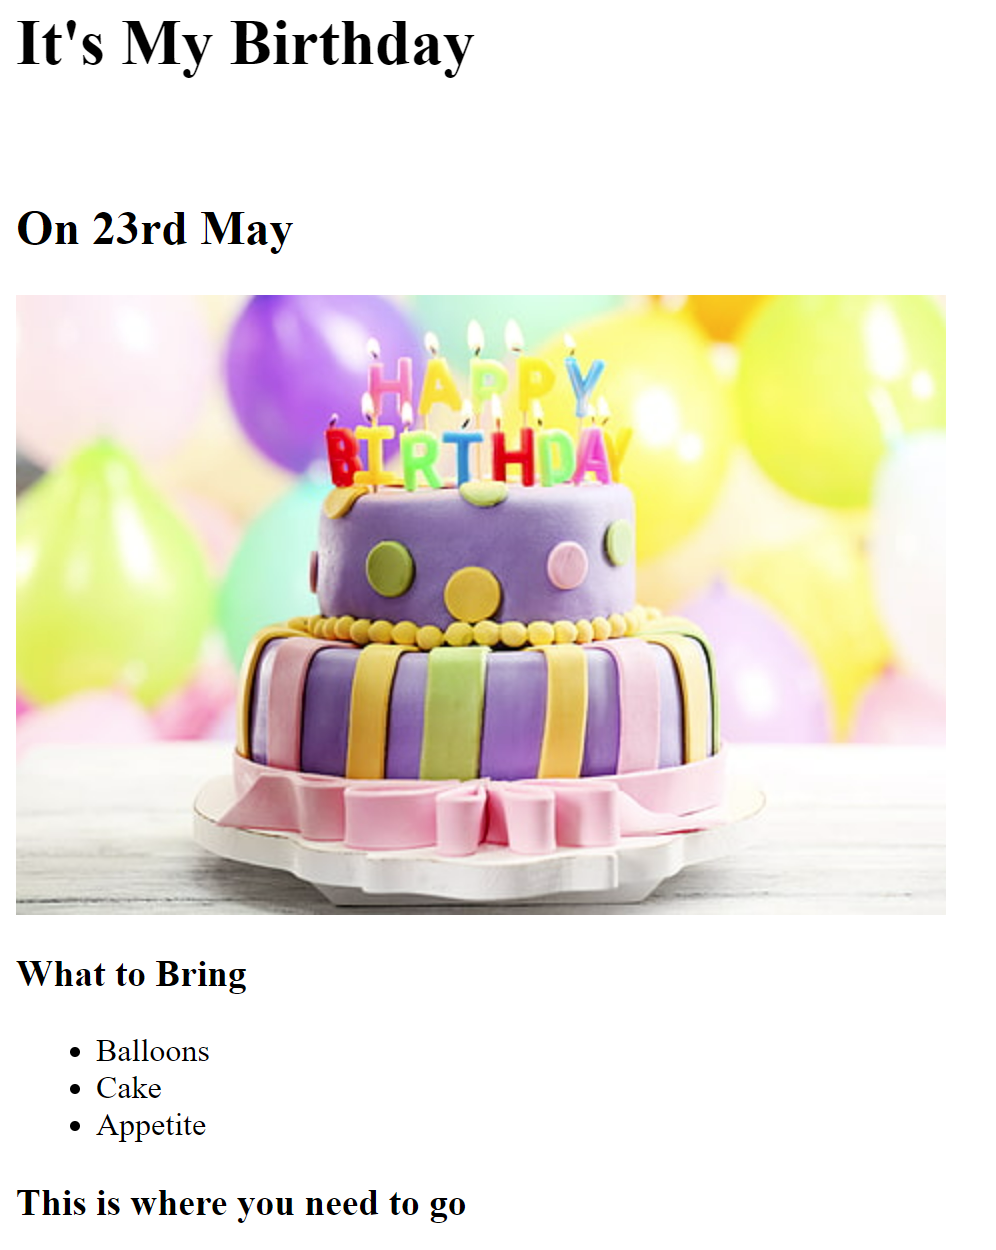 It's My Birthday
On 23rd May
HAPPY
BIRTHDAY
What to Bring
Balloons
Cake
Appetite
This is where you need to go